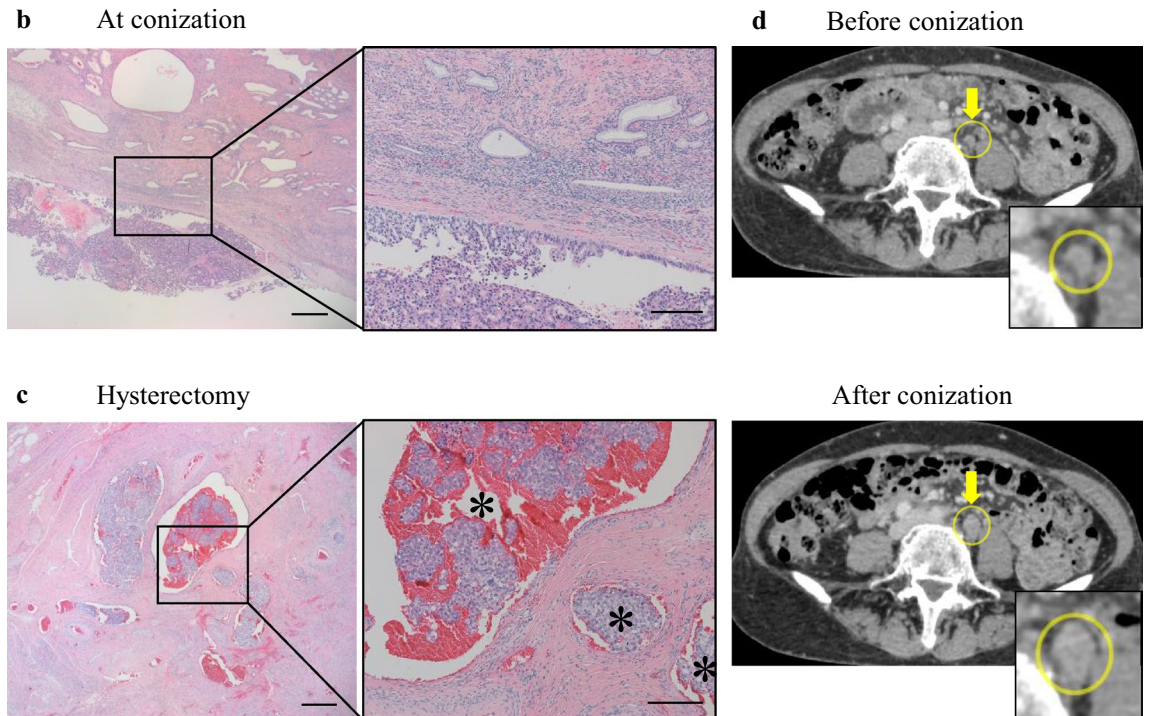 b At conization
c Hysterectomy
* * *
d Before conization
After conization